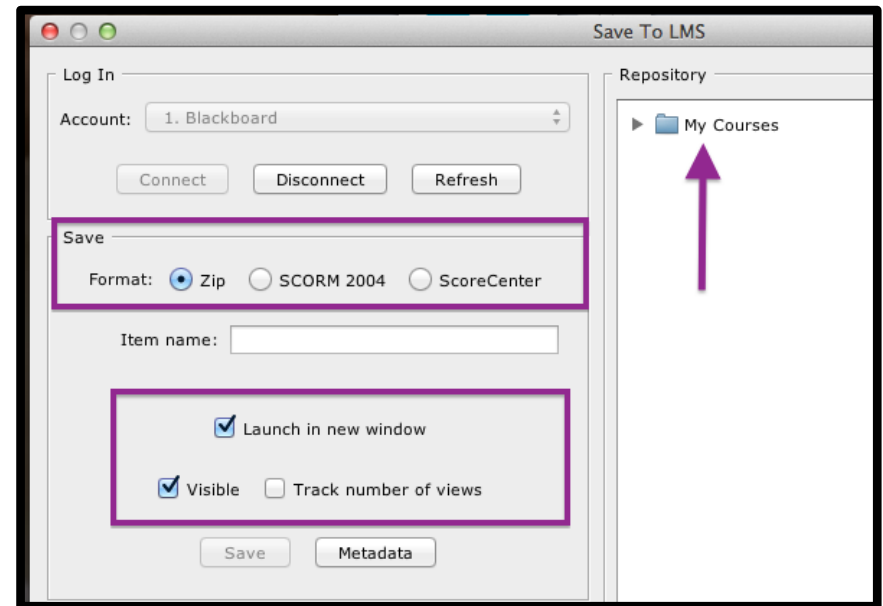 Save To LMS
Log In
Account: 1. Blackboard
Connect Disconnect Refresh
Save
Format: Zip SCORM 2004 ScoreCenter
Item name:
Launch in new window
Visible Track number of views
Save Metadata
Repository
My Courses